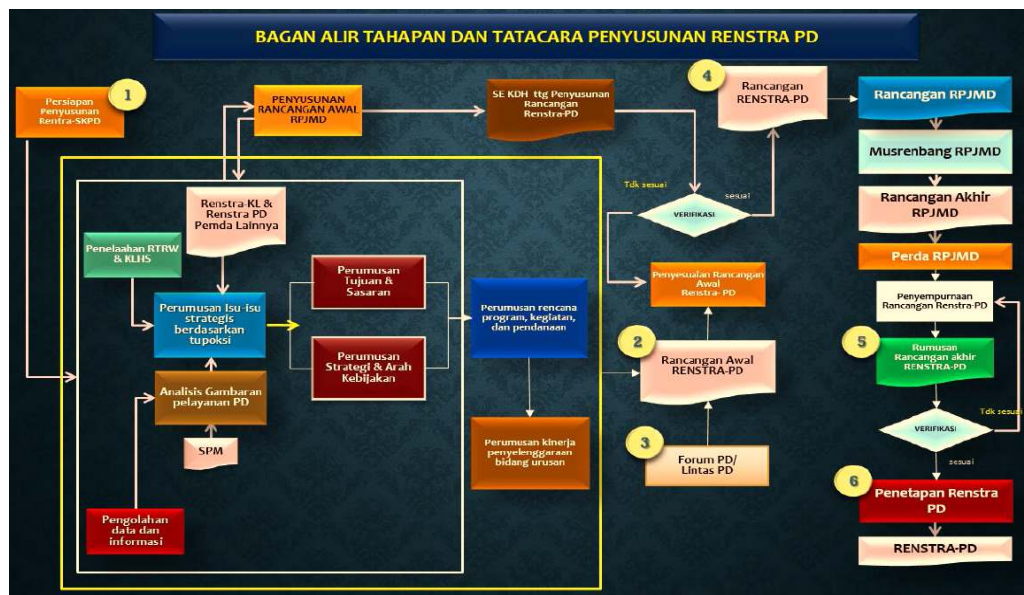 BAGAN ALIR TAHAPAN DAN TATACARA PENYUSUNAN RENSTRA PD
1
Persiapan
Penyusunan
Rentra-SKPD
PENYUSUNAN
RANCANGAN AWAL
RPJMD
SE KDH ttg Penyusunan
Rancangan
Renstra-PD
4
Rancangan
RENSTRA-PD
Rancangan RPJMD
Musrenbang RPJMD
Rancangan Akhir
RPJMD
Perda RPJMD
Penyempurnaan
Rancangan Renstra-PD
5
Rumusan
Rancangan akhir
RENSTRA-PD
VERIFIKASI
Tdk sesuai
sesuai
6
Penetapan Renstra
PD
RENSTRA-PD
Tdk sesuai
sesuai
VERIFIKASI
Penyesuaian Rancangan
Awal
Renstra- PD
2
Rancangan Awal
RENSTRA-PD
3
Forum PD/
Lintas PD
Renstra-KL &
Renstra PD
Pemda Lainnya
Penelaahan RTRW
& KLHS
Perumusan Isu-isu
strategis
berdasarkan
tupoksi
Perumusan
Tujuan &
Sasaran
Perumusan
Strategi & Arah
Kebijakan
Perumusan rencana
program, kegiatan,
dan pendanaan
Perumusan kinerja
penyelenggaraan
bidang urusan
Analisis Gambaran
pelayanan PD
SPM
Pengolahan
data dan
informasi